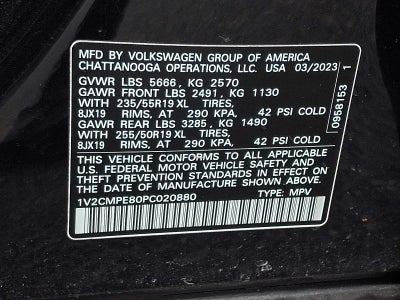 MFD BY VOLKSWAGEN GROUP OF AMERICA
CHATTANOOGA OPERATIONS, LLC. USA 03/2023
GVWR LBS 5666, KG 2570
GAWR FRONT LBS 2491, KG 1130
WITH 235/55R19 XL TIRES,
8JX19 RIMS, AT 290 KPA, 42 PSI COLD
GAWR REAR LBS 3285, KG 1490
WITH 255/50R19 XL TIRES,
8JX19 RIMS, AT 290 KPA, 42 PSI COLD
THIS VEHICLE CONFORMS TO ALL APPLICABLE
U.S. FEDERAL MOTOR VEHICLE SAFETY AND
THEFT PREVENTION STANDARDS IN EFFECT ON
THE DATE OF MANUFACTURE SHOWN ABOVE.
1V2CMPE80PC020880 TYPE: MPV
0958153 1